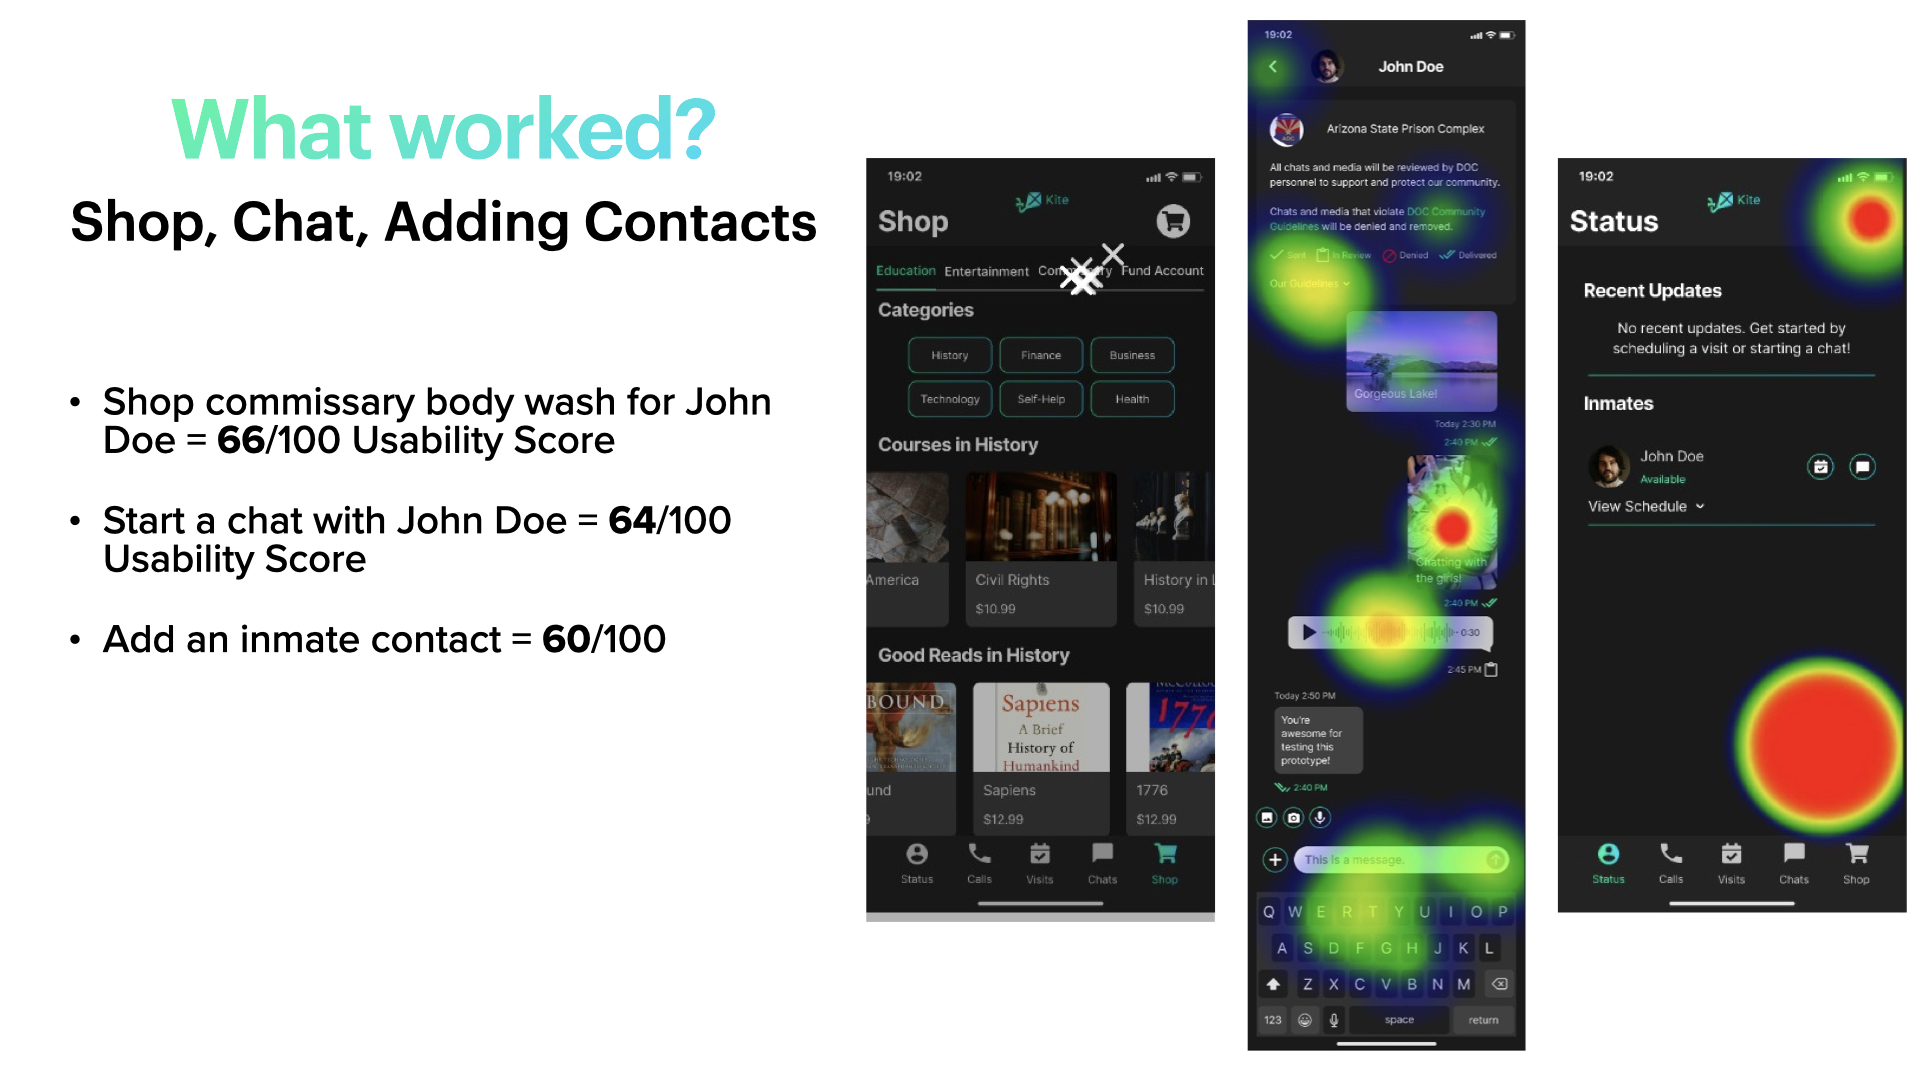 What worked?
Shop, Chat, Adding Contacts
• Shop commissary body wash for John
Doe = 66/100 Usability Score
• Start a chat with John Doe = 64/100
Usability Score
• Add an inmate contact = 60/100
19:02
Kite
Shop
Education Entertainment Commissary Fund Account
Categories
History Finance Business
Technology Self-Help Health
Courses in History
America Civil Rights History in
$10.99 $10.99
Good Reads in History
BOUND
Sapiens
A Brief
History of
Humankind
1776
und Sapiens 1776
$12.99 $12.99
Status Calls Visits Chats Shop
19:02
John Doe
Arizona State Prison Complex
All chats and media will be reviewed by DOC
personnel to support and protect our community.
Chats and media that violate DOC Community
Guidelines will be denied and removed.
Sent In Review Denied Delivered
Our Guidelines
Gorgeous Lake!
Today 2:30 PM
2:40 PM
Chatting with
the girls!
2:40 PM
0:30
2:45 PM
Today 2:50 PM
You're
awesome for
testing this
prototype!
2:40 PM
This is a message.
Q W E R T Y U I O P
A S D F G H J K L
Z X C V B N M
123 space return
19:02
Kite
Status
Recent Updates
No recent updates. Get started by
scheduling a visit or starting a chat!
Inmates
John Doe
Available
View Schedule
Status Calls Visits Chats Shop